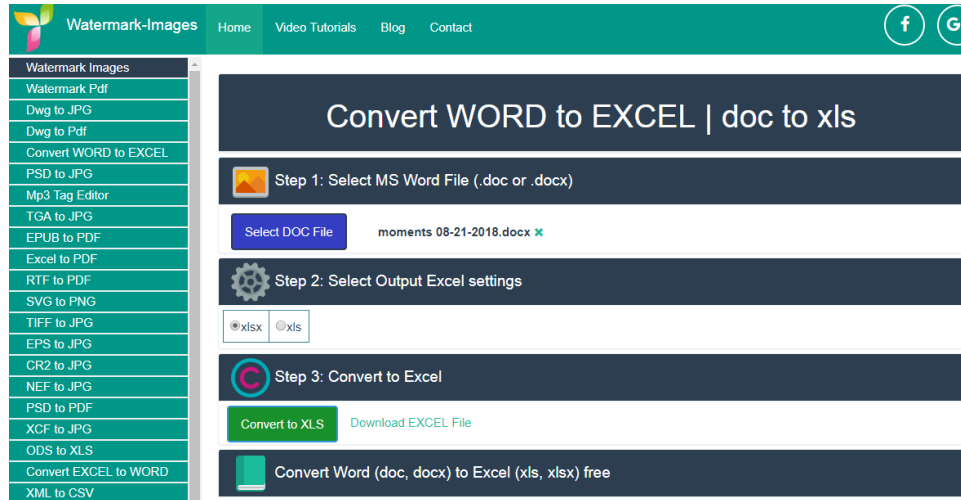 Watermark-Images Home Video Tutorials Blog Contact f G
Watermark Images
Watermark Pdf
Dwg to JPG
Dwg to Pdf
Convert WORD to EXCEL
PSD to JPG
Mp3 Tag Editor
TGA to JPG
EPUB to PDF
Excel to PDF
RTF to PDF
SVG to PNG
TIFF to JPG
EPS to JPG
CR2 to JPG
NEF to JPG
PSD to PDF
XCF to JPG
ODS to XLS
Convert EXCEL to WORD
XML to CSV
Convert WORD to EXCEL | doc to xls
Step 1: Select MS Word File (.doc or .docx)
Select DOC File moments 08-21-2018.docx ×
Step 2: Select Output Excel settings
xlsx xls
C Step 3: Convert to Excel
Convert to XLS Download EXCEL File
Convert Word (doc, docx) to Excel (xls, xlsx) free